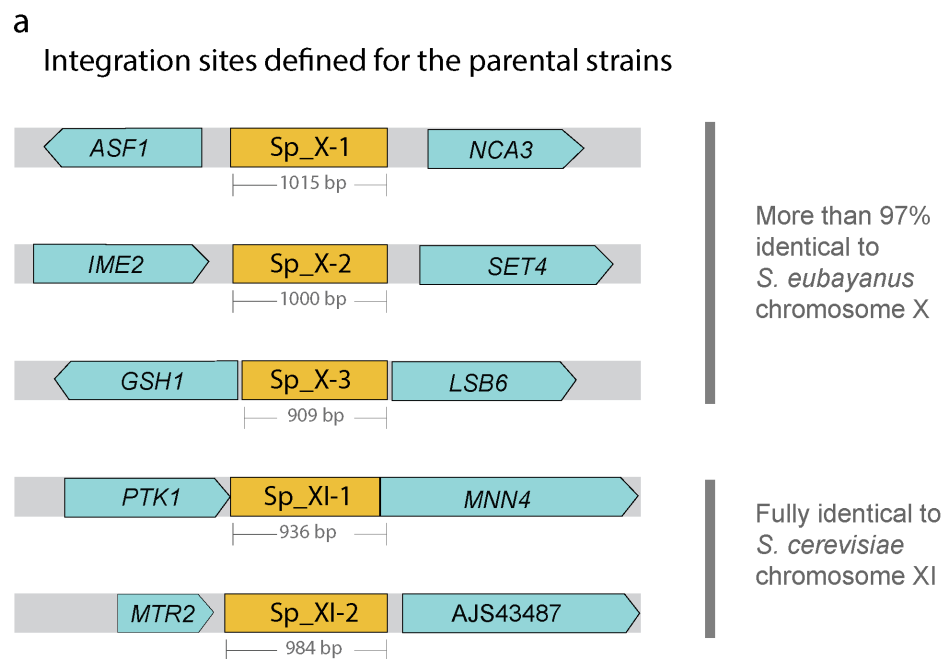 a
Integration sites defined for the parental strains
ASF1 Sp_X-1 NCA3
1015 bp
IME2 Sp_X-2 SET4
1000 bp
GSH1 Sp_X-3 LSB6
909 bp
More than 97%
identical to
S. eubayanus
chromosome X
PTK1 Sp_XI-1 MNN4
936 bp
MTR2 Sp_XI-2 AJS43487
984 bp
Fully identical to
S. cerevisiae
chromosome XI